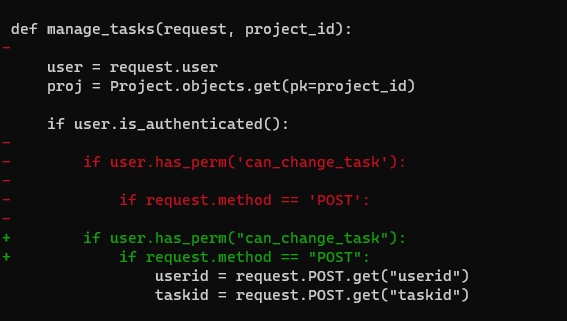 def manage_tasks(request, project_id):
-
    user = request.user
    proj = Project.objects.get(pk=project_id)
    if user.is_authenticated():
-
-        if user.has_perm('can_change_task'):
-
-            if request.method == 'POST':
-
+        if user.has_perm("can_change_task"):
+            if request.method == "POST":
                userid = request.POST.get("userid")
                taskid = request.POST.get("taskid")